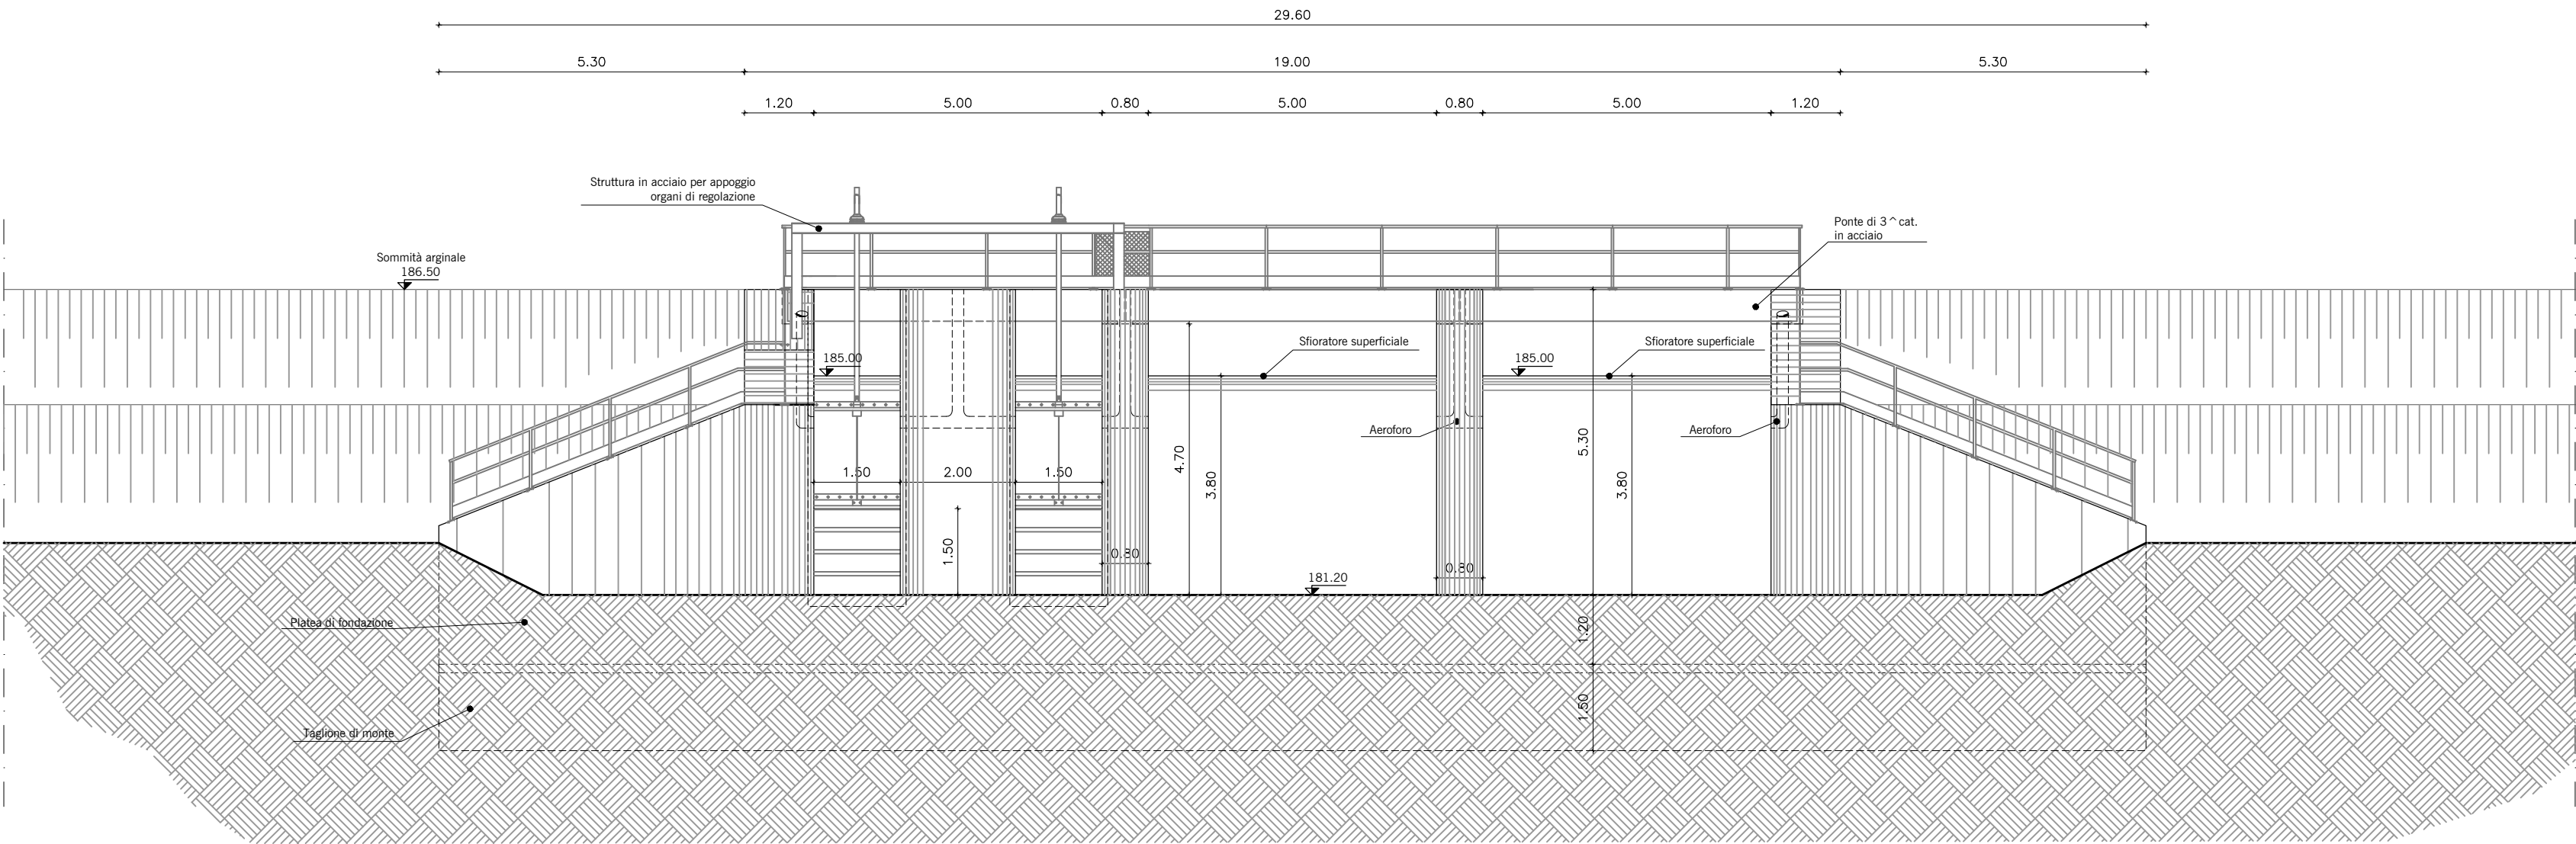 29.60
5.30
19.00
5.30
1.20
5.00
0.80
5.00
0.80
5.00
1.20
Struttura in acciaio per appoggio
organi di regolazione
Ponte di 3^cat.
in acciaio
Sommità arginale
186.50
185.00
Sfioratore superficiale
185.00
Sfioratore superficiale
Aeroforo
Aeroforo
1.50
2.00
1.50
4.70
3.80
5.30
3.80
1.50
0.80
0.80
181.20
Platea di fondazione
1.20
1.50
Taglione di monte